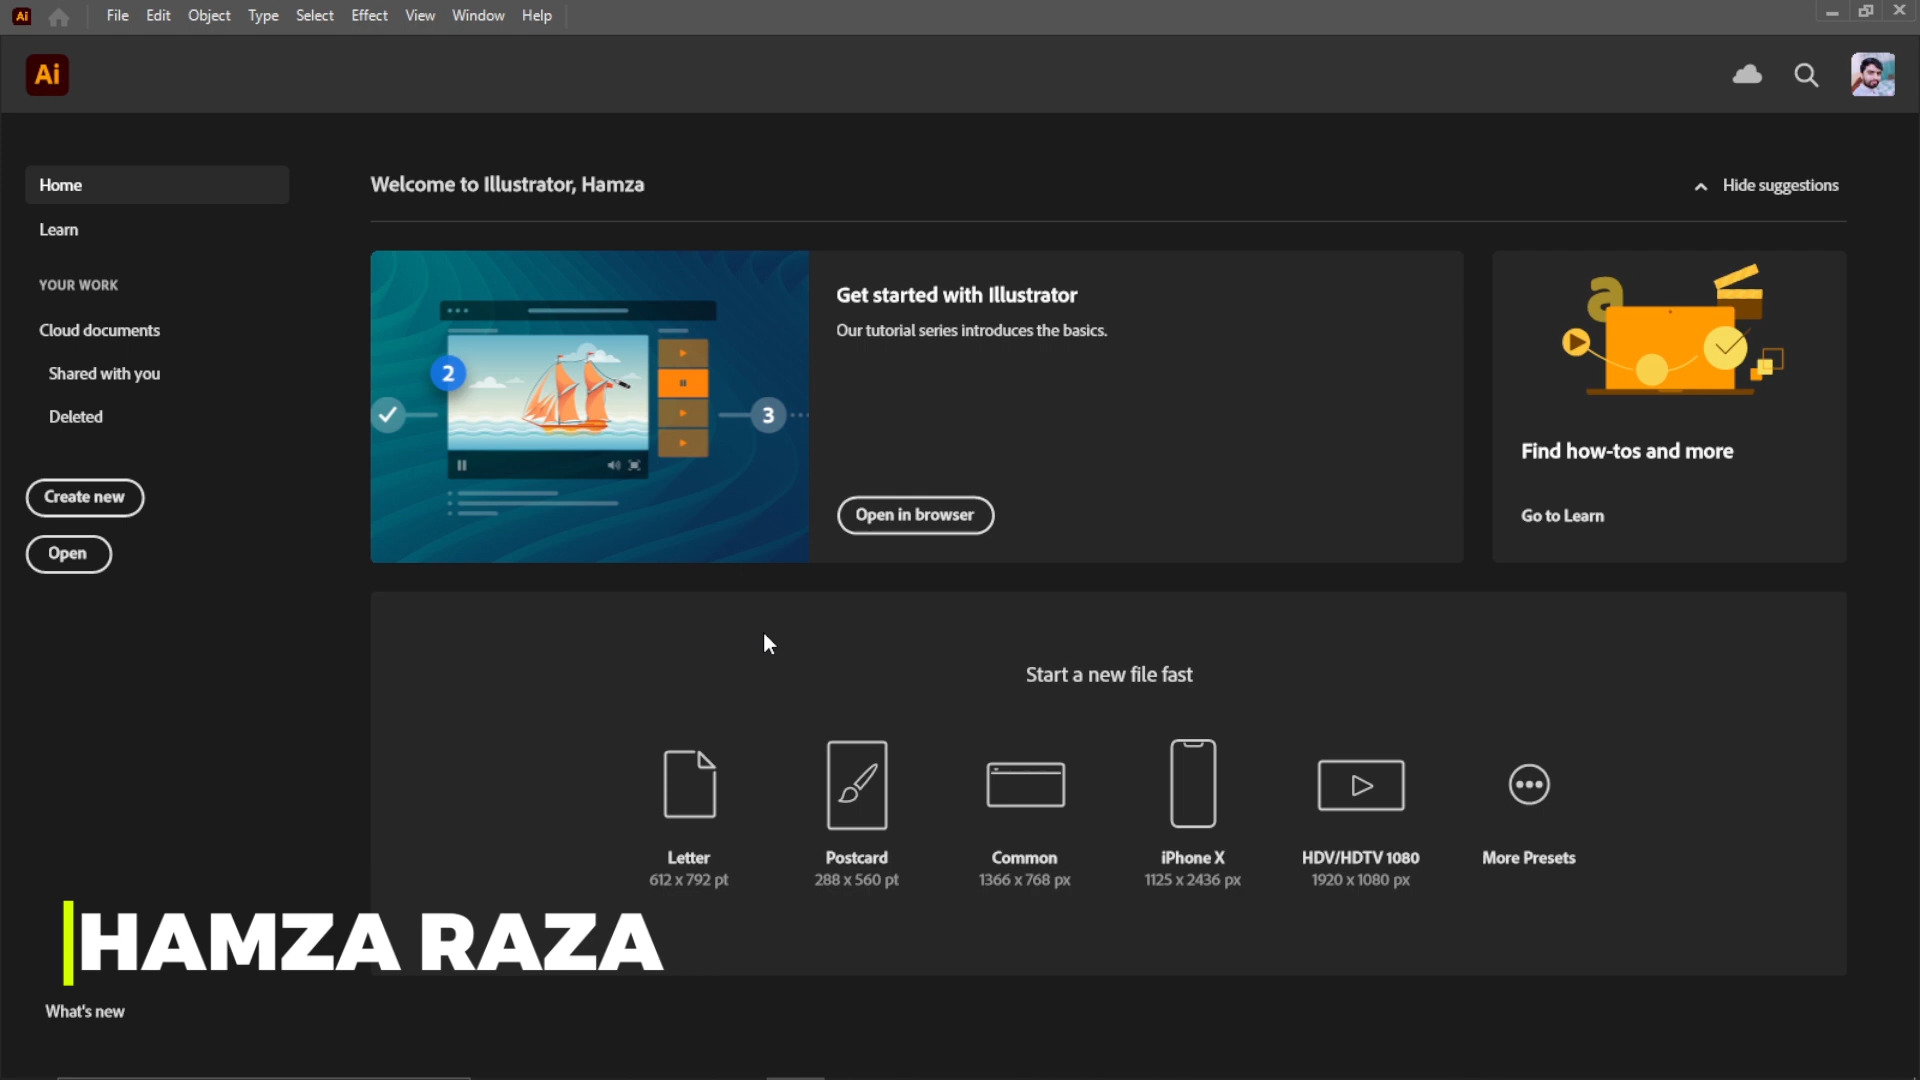 Ai File Edit Object Type Select Effect View Window Help
Ai
Home
Learn
YOUR WORK
Cloud documents
Shared with you
Deleted
Create new
Open
Welcome to Illustrator, Hamza
Hide suggestions
2
3
Get started with Illustrator
Our tutorial series introduces the basics.
Open in browser
a
Find how-tos and more
Go to Learn
Start a new file fast
Letter
612 x 792 pt
Postcard
288 x 560 pt
Common
1366 x 768 px
iPhone X
1125 x 2436 px
HDV/HDTV 1080
1920 x 1080 px
More Presets
HAMZA RAZA
What's new